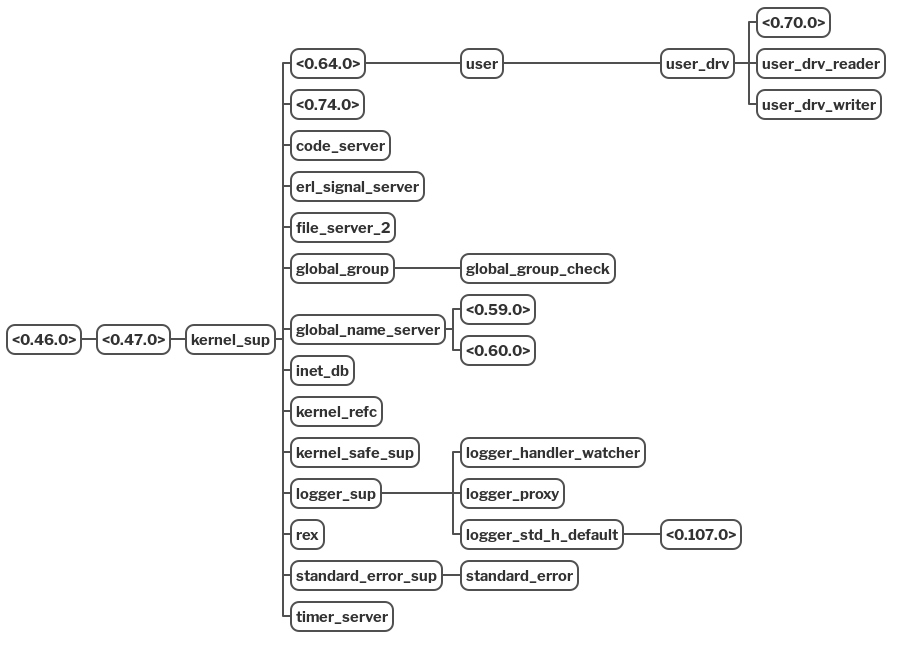 <0.70.0>
<0.64.0> user user_drv user_drv_reader
<0.74.0> user_drv_writer
code_server
erl_signal_server
file_server_2
global_group global_group_check
<0.59.0>
global_name_server
<0.46.0> <0.47.0> kernel_sup
<0.60.0>
inet_db
kernel_refc
kernel_safe_sup logger_handler_watcher
logger_sup logger_proxy
rex logger_std_h_default <0.107.0>
standard_error_sup standard_error
timer_server